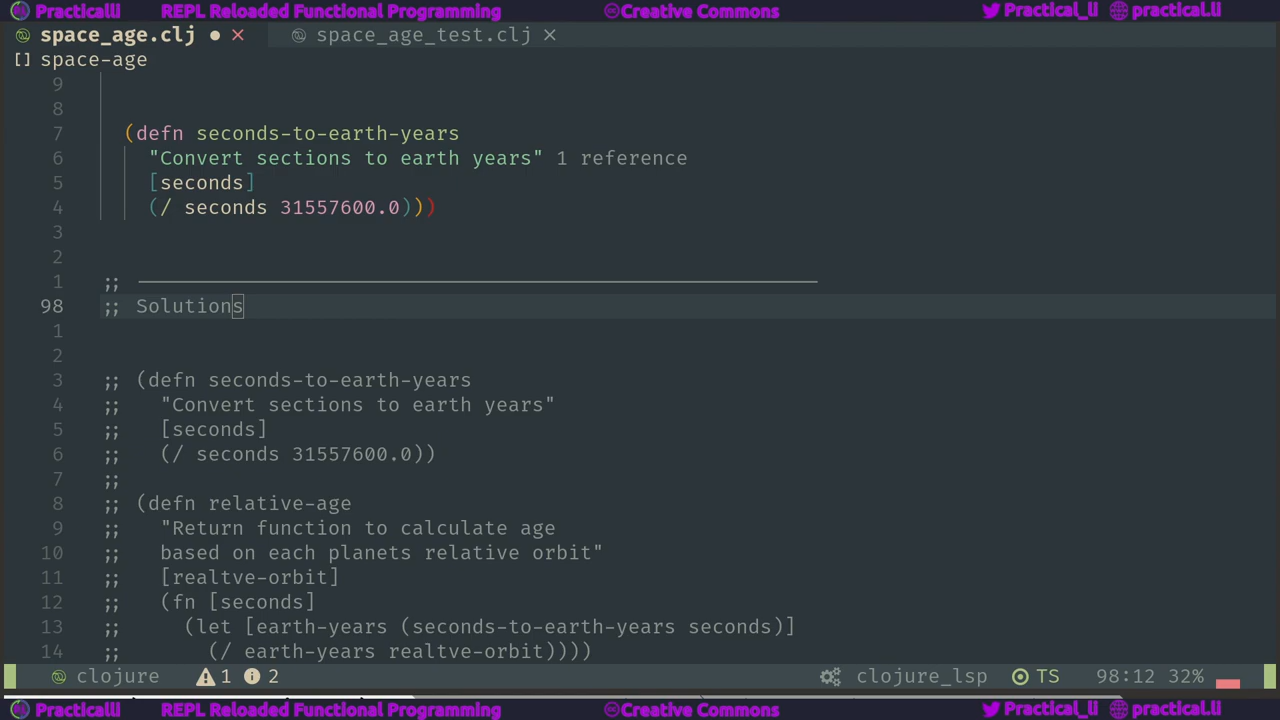 Practicalli REPL Reloaded Functional Programming Creative Commons Practical_li practical.li
space_age.clj space_age_test.clj
[] space-age
9
8
7 (defn seconds-to-earth-years
6 "Convert sections to earth years" 1 reference
5 [seconds]
4 (/ seconds 31557600.0)))
3
2
1 ;; ────────────────────
98 ;; Solutions
1
2
3 ;; (defn seconds-to-earth-years
4 ;; "Convert sections to earth years"
5 ;; [seconds]
6 ;; (/ seconds 31557600.0))
7 ;;
8 ;; (defn relative-age
9 ;; "Return function to calculate age
10 ;; based on each planets relative orbit"
11 ;; [realtve-orbit]
12 ;; (fn [seconds]
13 ;; (let [earth-years (seconds-to-earth-years seconds)]
14 ;; (/ earth-years realtve-orbit))))
clojure 1 2 clojure_lsp TS 98:12 32%
Practicalli REPL Reloaded Functional Programming Creative Commons Practical_li practical.li